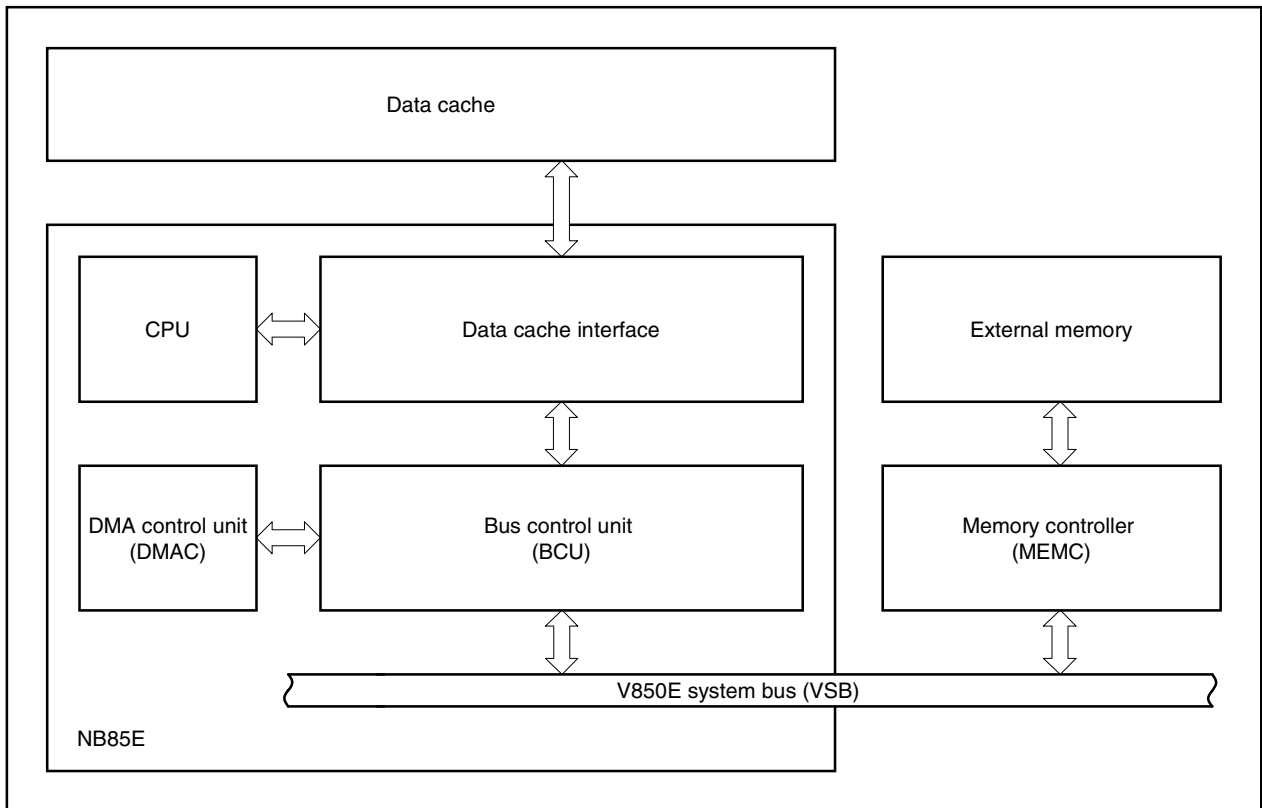 Data cache
CPU
Data cache interface
External memory
DMA control unit
(DMAC)
Bus control unit
(BCU)
Memory controller
(MEMC)
V850E system bus (VSB)
NB85E